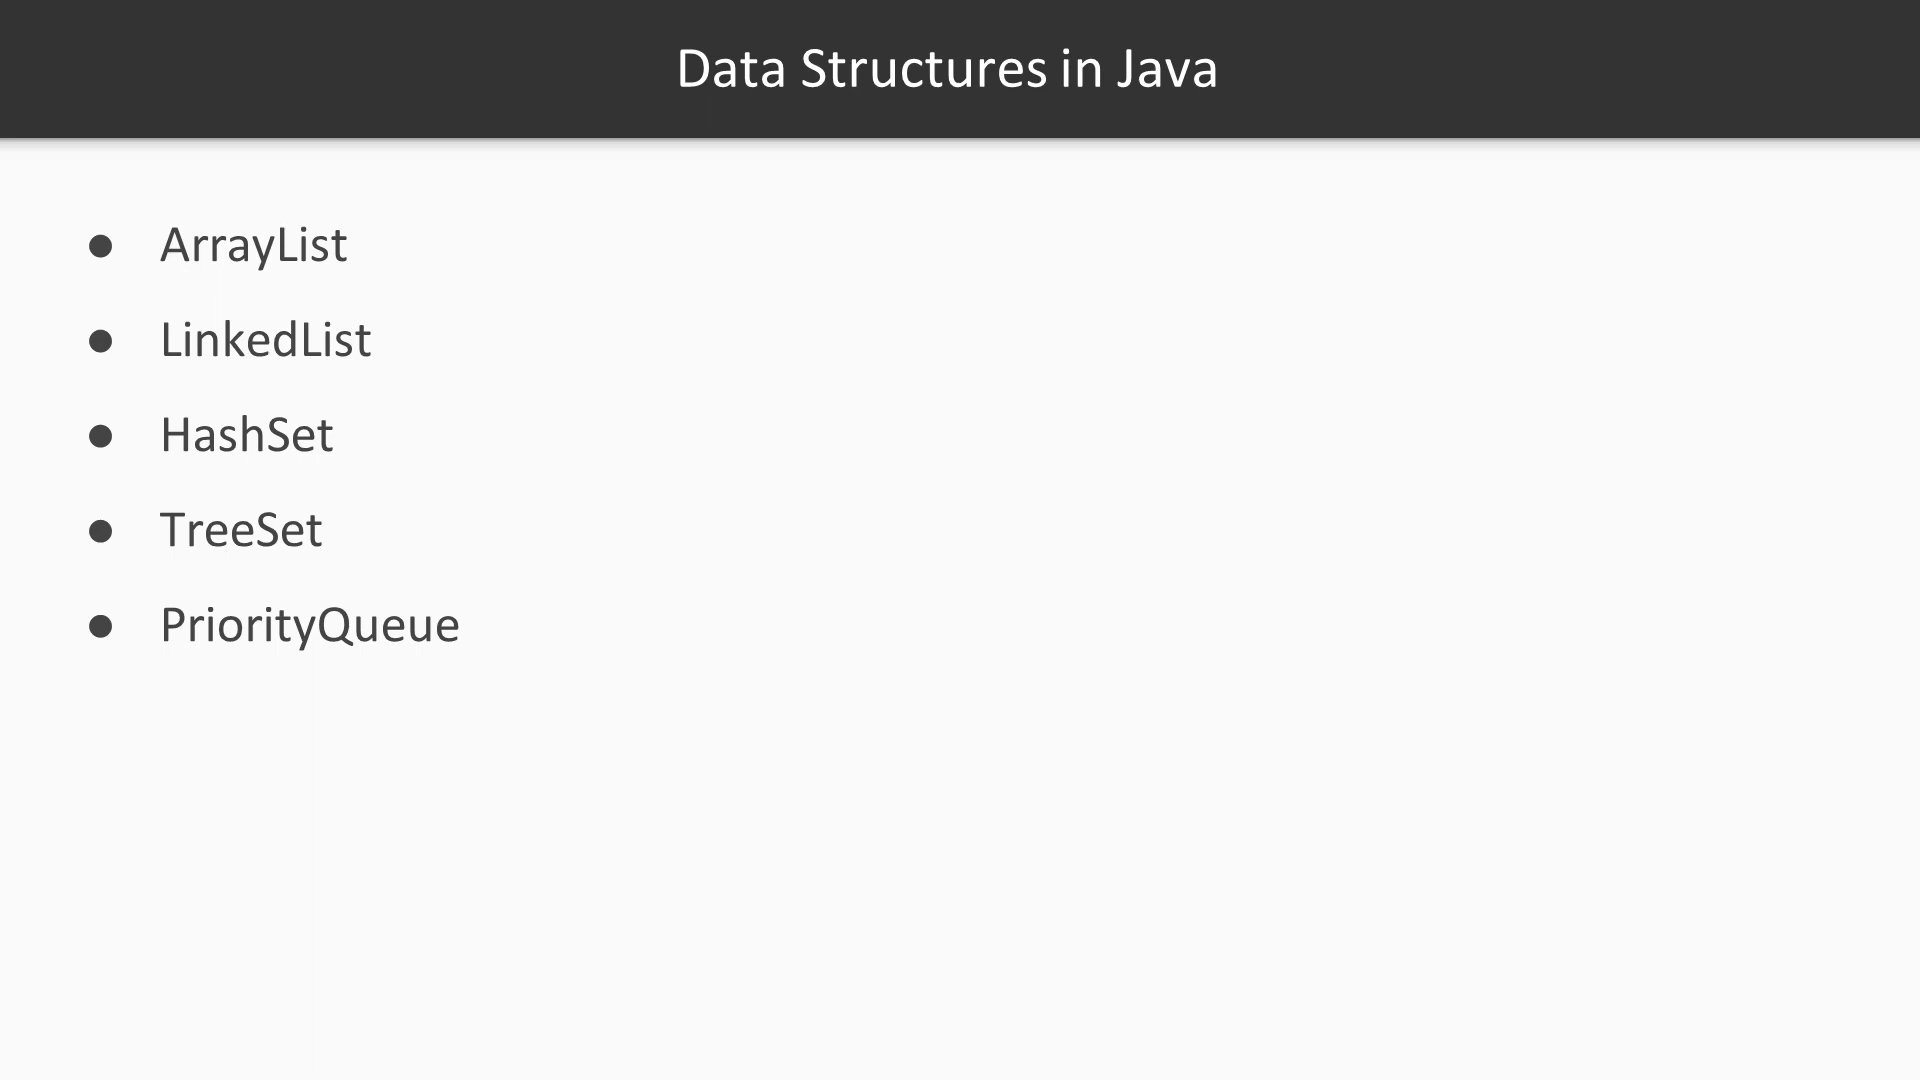 Data Structures in Java
● ArrayList
● LinkedList
● HashSet
● TreeSet
● PriorityQueue